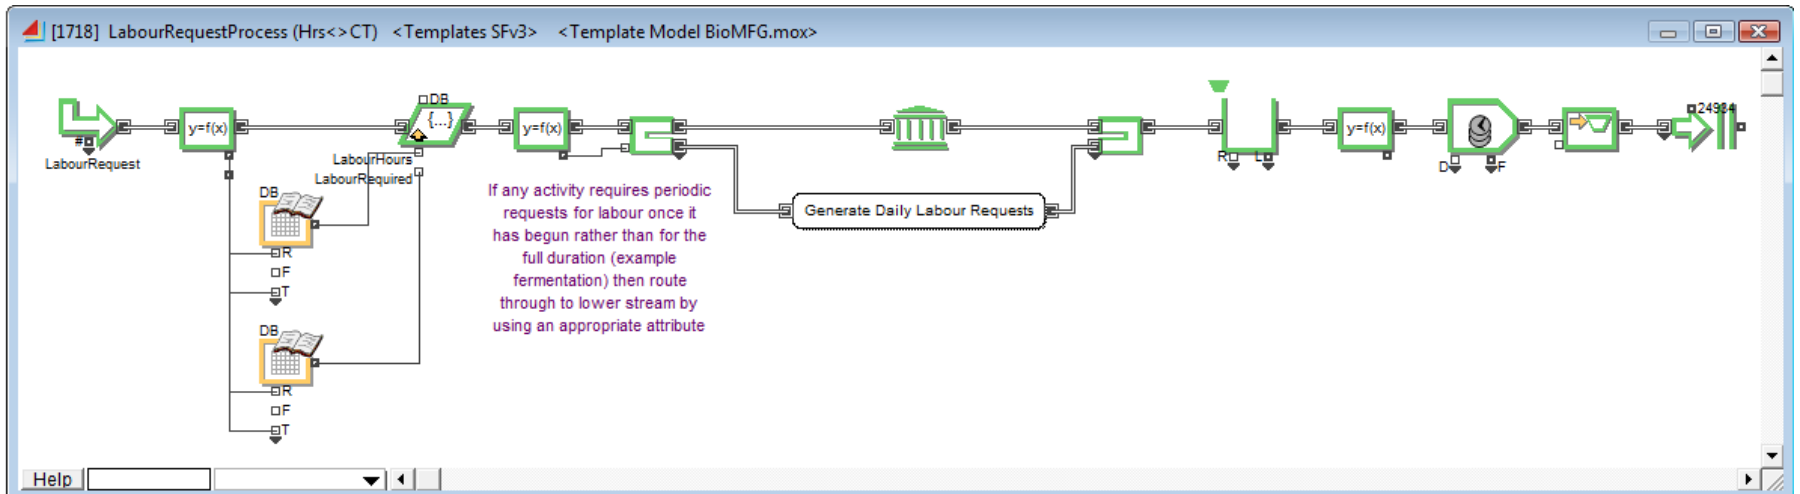 [1718] LabourRequestProcess (Hrs<>CT) <Templates SFv3> <Template Model BioMFG.mox>
LabourRequest
#
y=f(x)
DB
{...}
LabourHours
LabourRequired
DB
R
F
T
DB
R
F
T
y=f(x)
If any activity requires periodic
requests for labour once it
has begun rather than for the
full duration (example
fermentation) then route
through to lower stream by
using an appropriate attribute
Generate Daily Labour Requests
R
L
y=f(x)
D
F
24934
Help